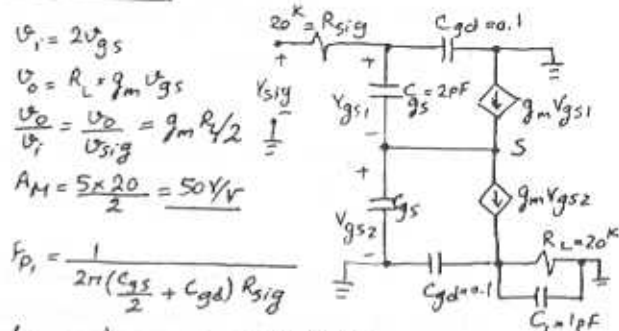 v_i = 2v_gs
v_o = R_L * g_m v_gs
v_o/v_i = v_o/v_sig = g_m R_L/2
A_M = 5×20/2 = 50 V/V
F_P1 = 1/(2π(C_gs/2 + C_gd) R_sig)
20^K = R_sig
C_gd = 0.1
+
V_sig
-
+
V_gs1
-
C_gs = 2pF
g_m V_gs1
S
+
V_gs2
-
C_gs
g_m V_gs2
R_L = 20^K
C_gd = 0.1
C_L = 1pF